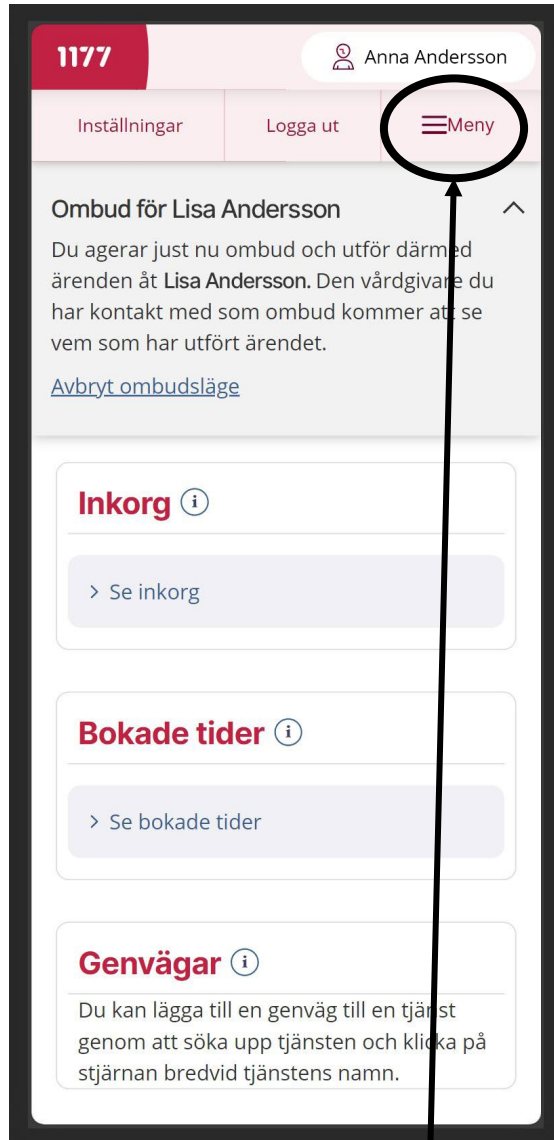 1177
Anna Andersson
Inställningar
Logga ut
Meny
Ombud för Lisa Andersson
Du agerar just nu ombud och utför därmed
ärenden åt Lisa Andersson. Den vårdgivare du
har kontakt med som ombud kommer att se
vem som har utfört ärendet.
Avbryt ombudsläge
Inkorg
Se inkorg
Bokade tider
Se bokade tider
Genvägar
Du kan lägga till en genväg till en tjänst
genom att söka upp tjänsten och klicka på
stjärnan bredvid tjänstens namn.